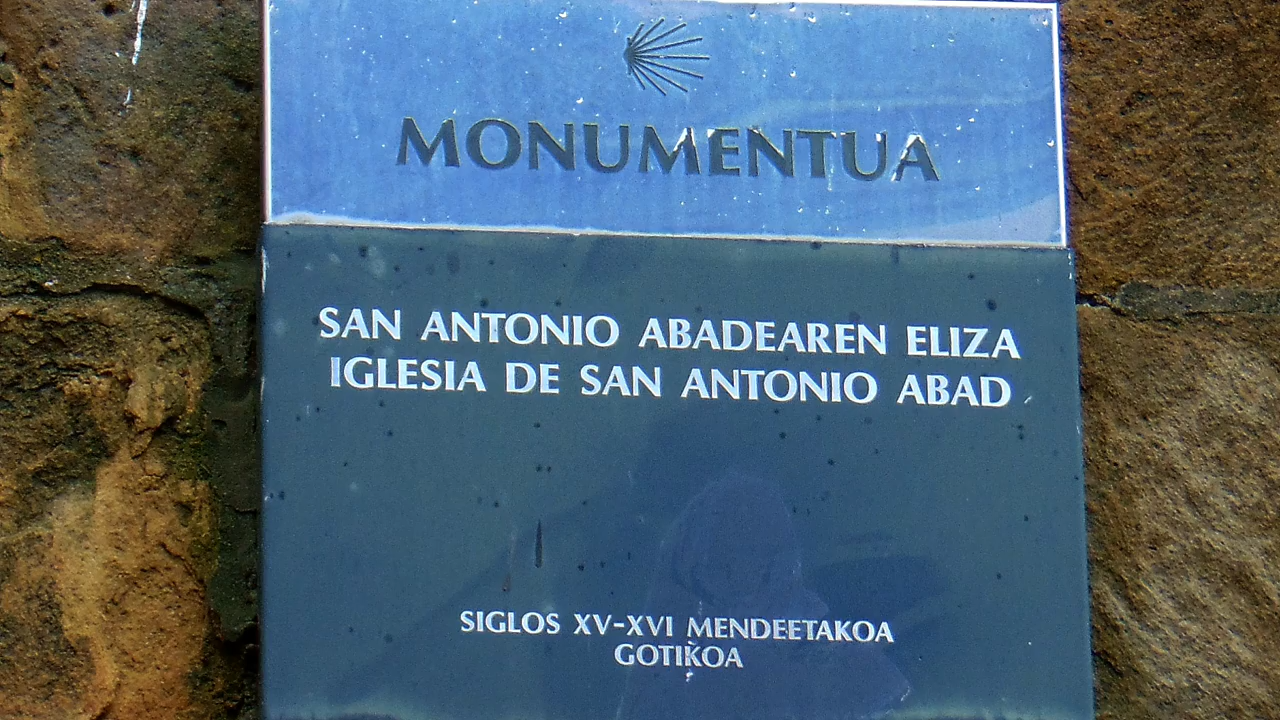 MONUMENTUA
SAN ANTONIO ABADEAREN ELIZA
IGLESIA DE SAN ANTONIO ABAD
SIGLOS XV-XVI MENDEETAKOA
GOTIKOA